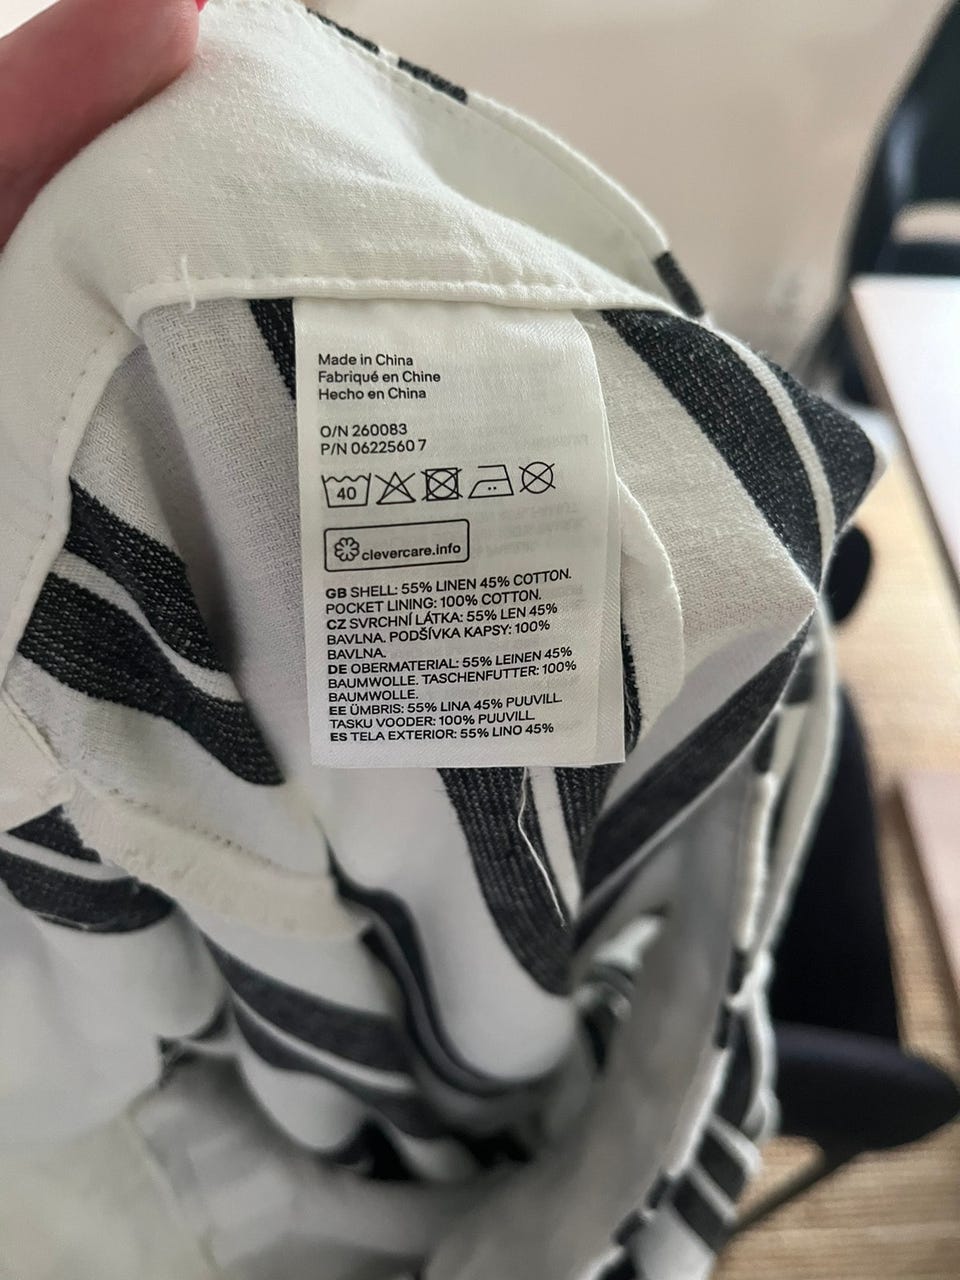 Made in China
Fabriqué en Chine
Hecho en China
O/N 260083
P/N 0622560 7
40
clevercare.info
GB SHELL: 55% LINEN 45% COTTON.
POCKET LINING: 100% COTTON.
CZ SVRCHNÍ LÁTKA: 55% LEN 45%
BAVLNA. PODŠÍVKA KAPSY: 100%
BAVLNA.
DE OBERMATERIAL: 55% LEINEN 45%
BAUMWOLLE. TASCHENFUTTER: 100%
BAUMWOLLE.
EE ÜMBRIS: 55% LINA 45% PUUVILL.
TASKU VOODER: 100% PUUVILL.
ES TELA EXTERIOR: 55% LINO 45%